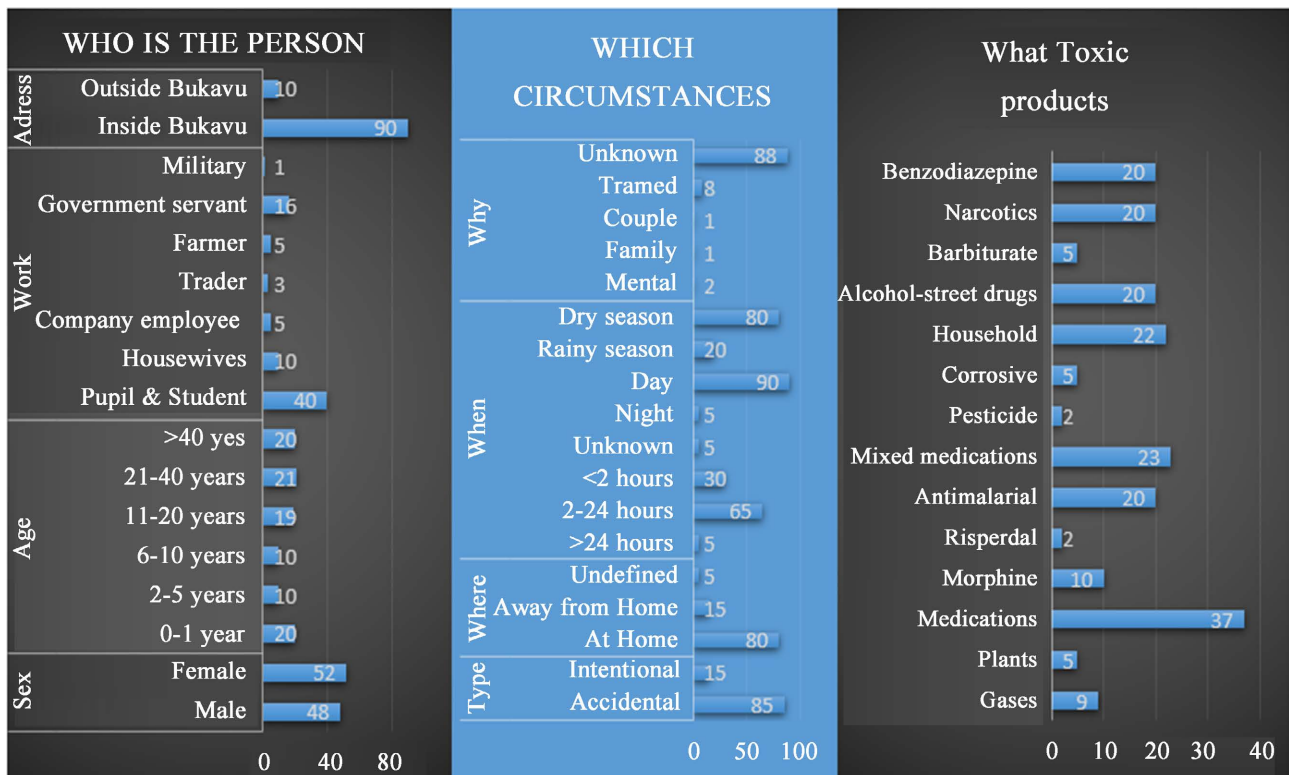 WHO IS THE PERSON
Adress
Outside Bukavu 10
Inside Bukavu 90
Work
Military 1
Government servant 16
Farmer 5
Trader 3
Company employee 5
Housewives 10
Pupil & Student 40
Age
>40 yes 20
21-40 years 21
11-20 years 19
6-10 years 10
2-5 years 10
0-1 year 20
Sex
Female 52
Male 48
0 40 80
WHICH
CIRCUMSTANCES
Why
Unknown 88
Tramed 8
Couple 1
Family 1
Mental 2
When
Dry season 80
Rainy season 20
Day 90
Night 5
Unknown 5
<2 hours 30
2-24 hours 65
>24 hours 5
Where
Undefined 5
Away from Home 15
At Home 80
Type
Intentional 15
Accidental 85
0 50 100
What Toxic
products
Benzodiazepine 20
Narcotics 20
Barbiturate 5
Alcohol-street drugs 20
Household 22
Corrosive 5
Pesticide 2
Mixed medications 23
Antimalarial 20
Risperdal 2
Morphine 10
Medications 37
Plants 5
Gases 9
0 10 20 30 40